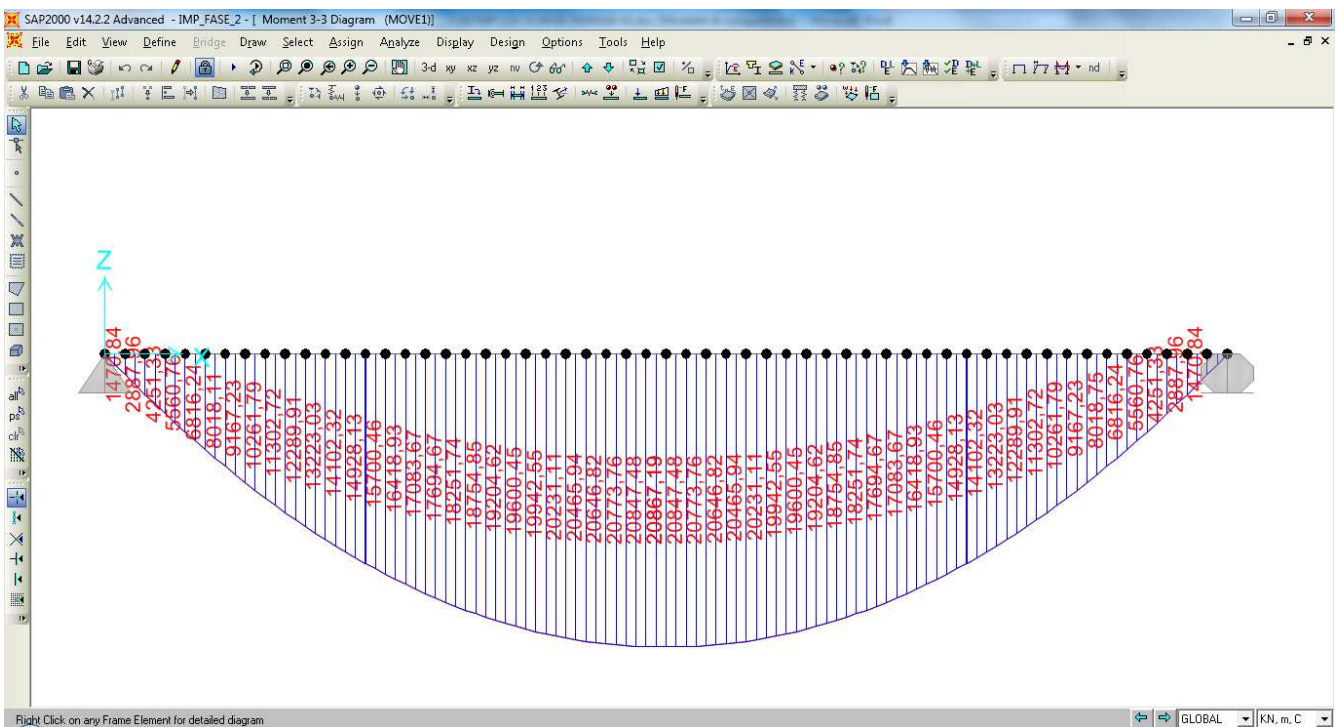 SAP2000 v14.2.2 Advanced - IMP_FASE_2 - [ Moment 3-3 Diagram (MOVE1)]
File Edit View Define Bridge Draw Select Assign Analyze Display Design Options Tools Help
3-d xy xz yz nv nd
all
ps
clr
Z
X
1470,84 2887,96 4251,33 5560,76 6816,24 8018,11 9167,23 10261,79 11302,72 12289,91 13223,03 14102,32 14928,13 15700,46 16418,93 17083,67 17694,67 18251,74 18754,85 19204,62 19600,45 19942,55 20231,11 20465,94 20646,82 20773,76 20847,48 20867,19 20847,48 20773,76 20646,82 20465,94 20231,11 19942,55 19600,45 19204,62 18754,85 18251,74 17694,67 17083,67 16418,93 15700,46 14928,13 14102,32 13223,03 12289,91 11302,72 10261,79 9167,23 8018,75 6816,24 5560,76 4251,33 2887,96 1470,84
Right Click on any Frame Element for detailed diagram
GLOBAL
KN, m, C